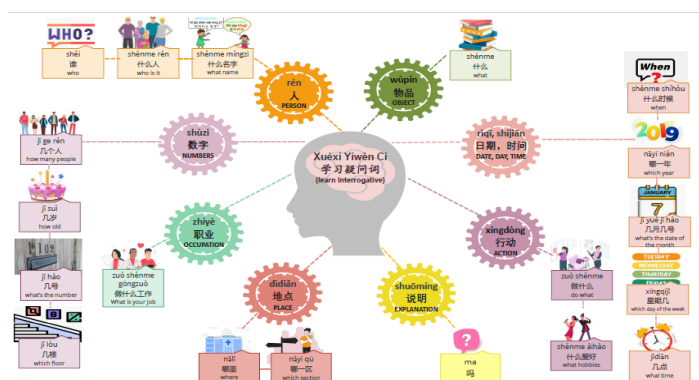 WHO?
shéi
谁
who
shénme rén
什么人
who is it
shénme míngzi
什么名字
what name
rén
人
PERSON
wùpǐn
物品
OBJECT
shénme
什么
what
shùzì
数字
NUMBERS
jǐ ge rén
几个人
how many people
jǐ suì
几岁
how old
jǐ hào
几号
what's the number
jǐ lóu
几楼
which floor
Xuéxí Yíwèn Cí
学习疑问词
(learn Interrogative)
rìqī, shíjiān
日期，时间
DATE, DAY, TIME
When
?
shénme shíhòu
什么时候
when
2019
nǎyì nián
哪一年
which year
JANUARY
7
jǐ yuè jǐ hào
几月几号
what's the date of
the month
TUESDAY
WEDNESDAY
THURSDAY
FRIDAY
xīngqījǐ
星期几
which day of the week
jīdiǎn
几点
what time
zhíyè
职业
OCCUPATION
zuò shénme
gōngzuò
做什么工作
What is your job
xíngdòng
行动
ACTION
zuò shénme
做什么
do what
shénme àihào
什么爱好
what hobbies
dìdiǎn
地点
PLACE
nǎlǐ
哪里
where
nǎyí qū
哪一区
which section
shuōmíng
说明
EXPLANATION
?
ma
吗